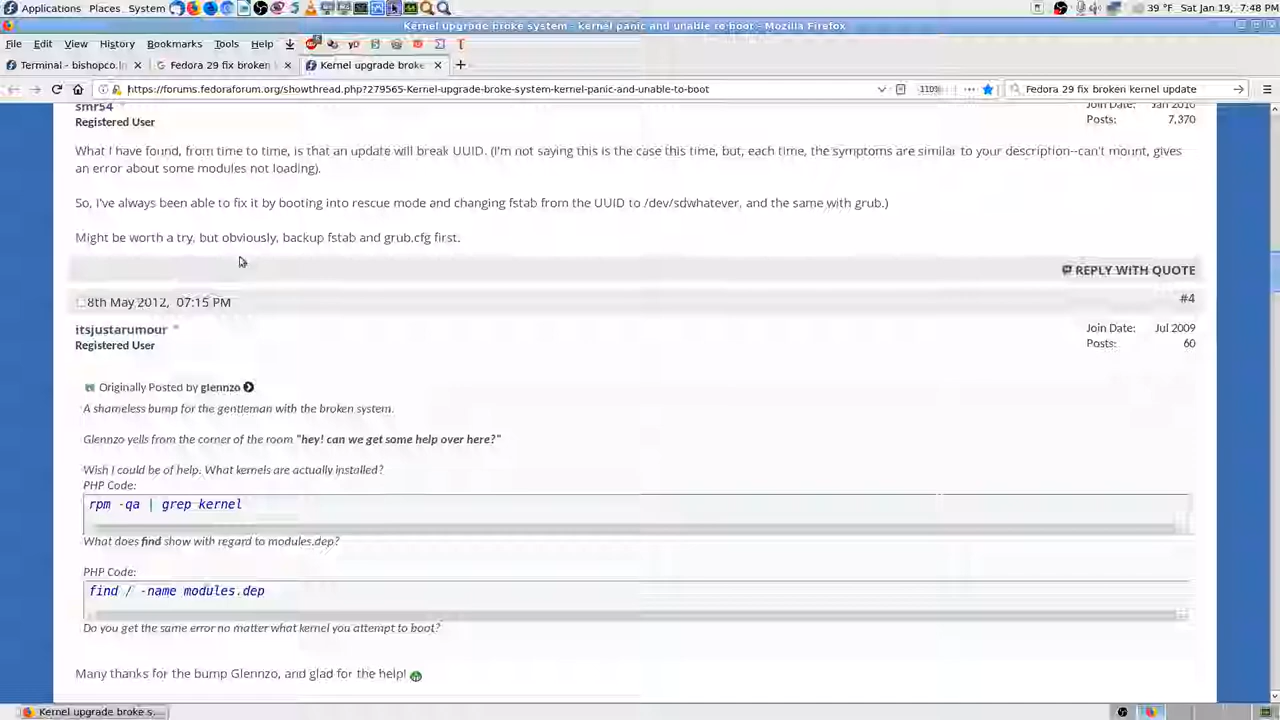 Applications Places System 39 °F Sat Jan 19, 7:48 PM
Kernel upgrade broke system - kernel panic and unable to boot - Mozilla Firefox
File Edit View History Bookmarks Tools Help
Terminal - bishopco.in × Fedora 29 fix broken × Kernel upgrade broke × +
https://forums.fedoraforum.org/showthread.php?279565-Kernel-upgrade-broke-system-kernel-panic-and-unable-to-boot 110% Fedora 29 fix broken kernel update
smr54 Join Date: Jan 2010
Registered User Posts: 7,370
What I have found, from time to time, is that an update will break UUID. (I'm not saying this is the case this time, but, each time, the symptoms are similar to your description--can't mount, gives
an error about some modules not loading).
So, I've always been able to fix it by booting into rescue mode and changing fstab from the UUID to /dev/sdwhatever, and the same with grub.)
Might be worth a try, but obviously, backup fstab and grub.cfg first.
REPLY WITH QUOTE
8th May 2012, 07:15 PM #4
itsjustarumour Join Date: Jul 2009
Registered User Posts: 60
Originally Posted by glennzo
A shameless bump for the gentleman with the broken system.
Glennzo yells from the corner of the room "hey! can we get some help over here?"
Wish I could be of help. What kernels are actually installed?
PHP Code:
rpm -qa | grep kernel
What does find show with regard to modules.dep?
PHP Code:
find / -name modules.dep
Do you get the same error no matter what kernel you attempt to boot?
Many thanks for the bump Glennzo, and glad for the help!
Kernel upgrade broke s...